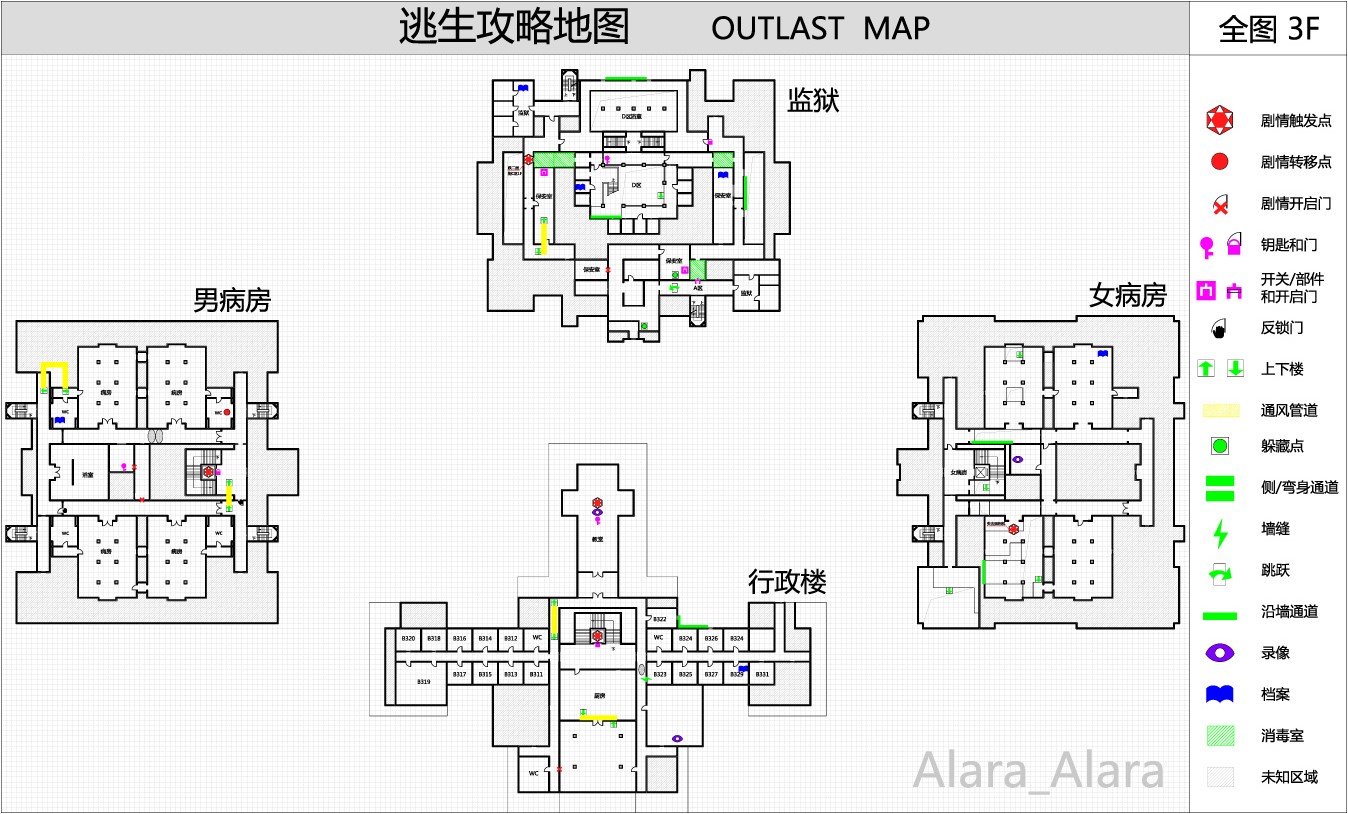 逃生攻略地图 OUTLAST MAP
全图 3F
监狱
监狱
D区浴室
保安室
D区
保安室
保安室
保安室
A区
监狱
男病房
病房
病房
WC
WC
浴室
WC
WC
病房
病房
女病房
女病房
行政楼
教室
B322
B320
B318
B316
B314
B312
WC
WC
B324
B326
B324
B319
B317
B315
B313
B311
厨房
B323
B325
B327
B329
B331
WC
Alara_Alara
剧情触发点
剧情转移点
剧情开启门
钥匙和门
开关/部件
和开启门
反锁门
上下楼
通风管道
躲藏点
侧/弯身通道
墙缝
跳跃
沿墙通道
录像
档案
消毒室
未知区域